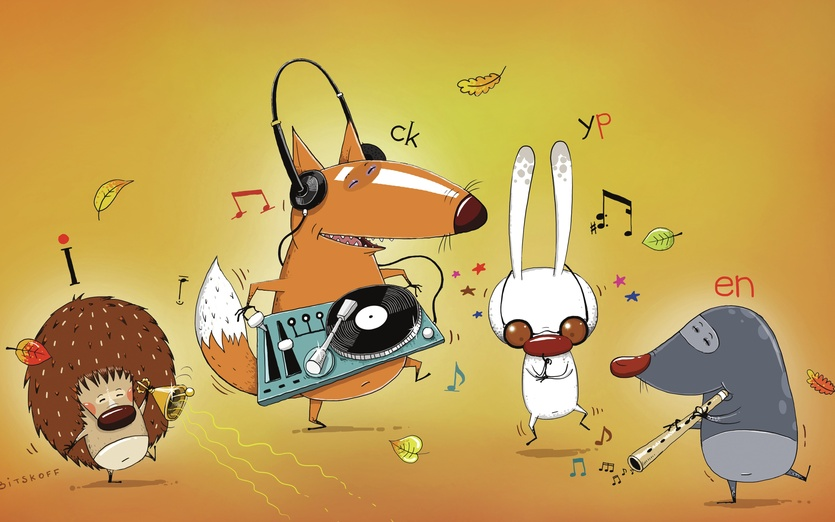 ck
yp
i
en
BiTSKOFF